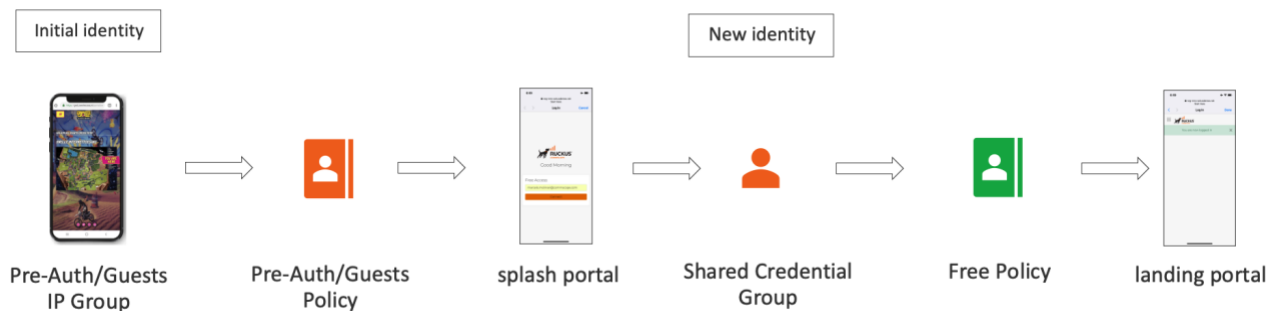 Initial identity
New identity
RUCKUS
Good Morning
RUCKUS
Pre-Auth/Guests
IP Group
Pre-Auth/Guests
Policy
splash portal
Shared Credential
Group
Free Policy
landing portal